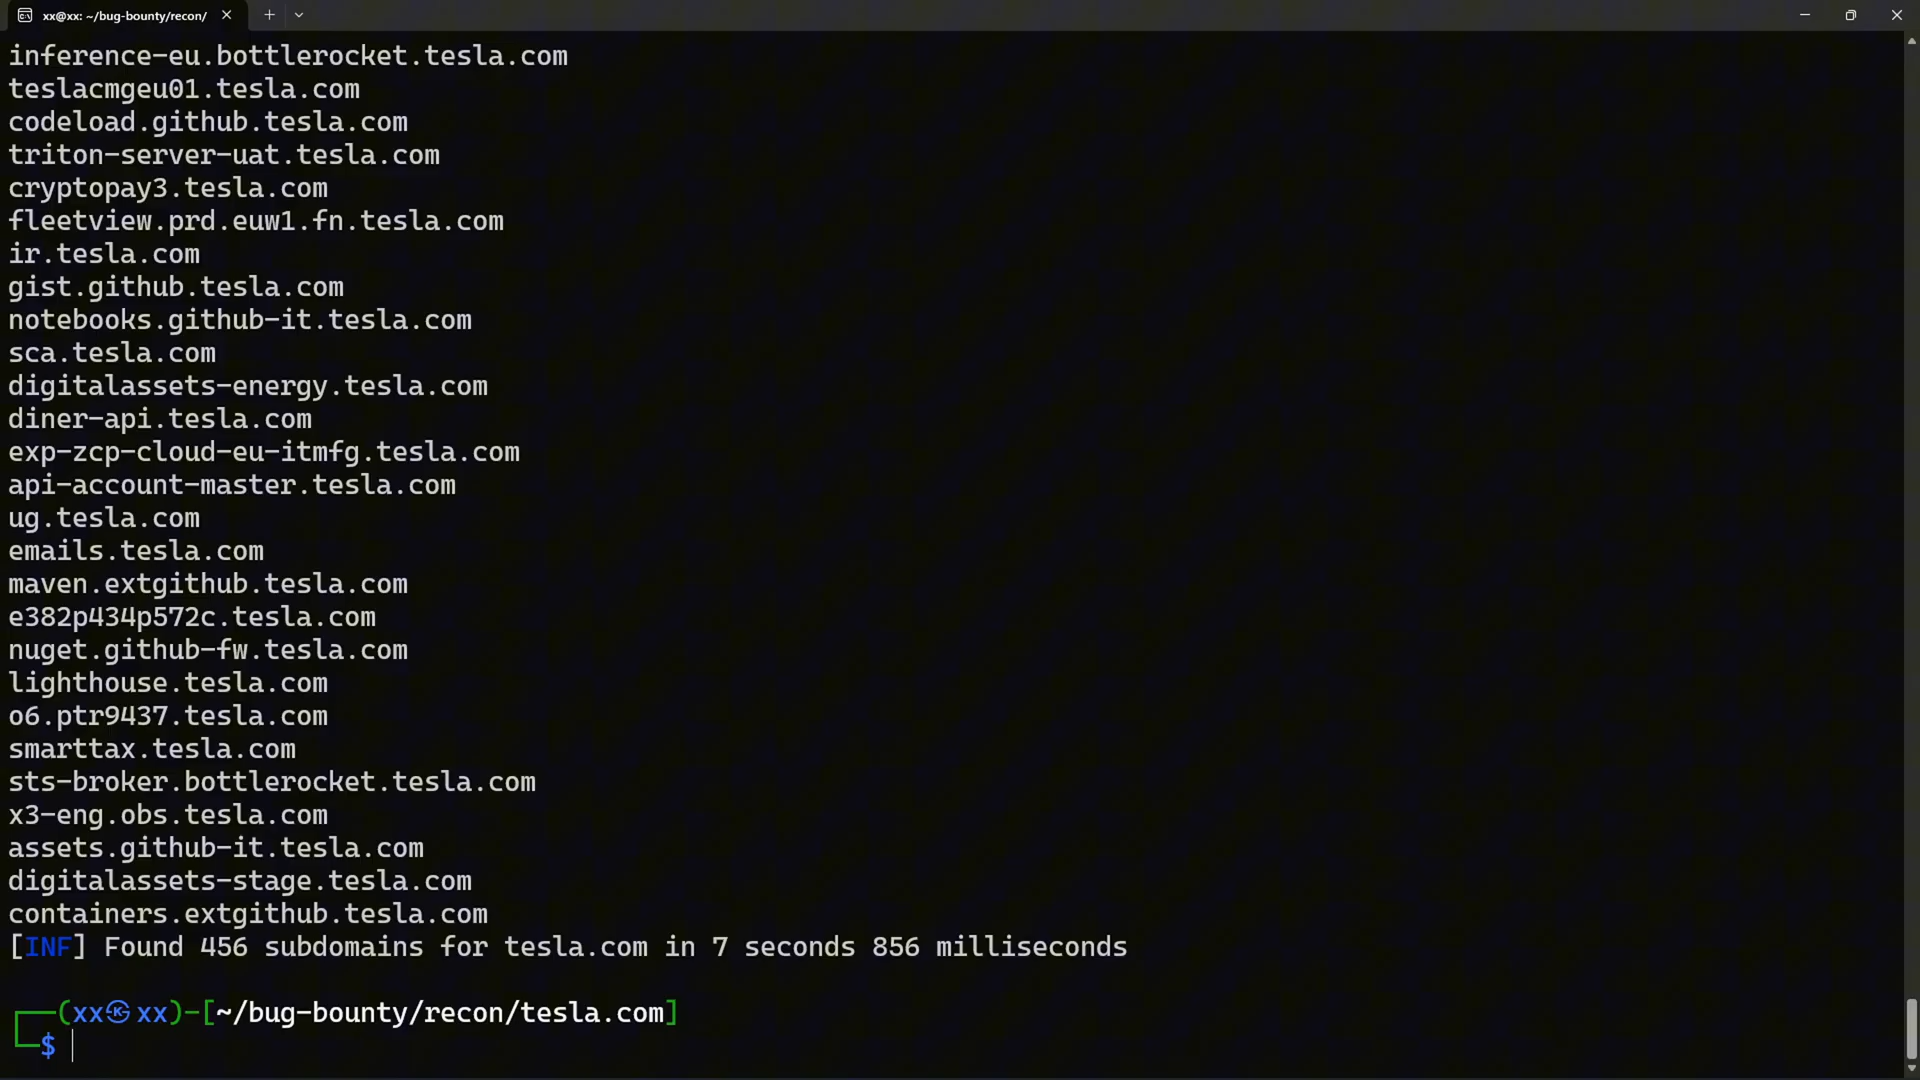 xx@xx: ~/bug-bounty/recon/
inference-eu.bottlerocket.tesla.com
teslacmgeu01.tesla.com
codeload.github.tesla.com
triton-server-uat.tesla.com
cryptopay3.tesla.com
fleetview.prd.euw1.fn.tesla.com
ir.tesla.com
gist.github.tesla.com
notebooks.github-it.tesla.com
sca.tesla.com
digitalassets-energy.tesla.com
diner-api.tesla.com
exp-zcp-cloud-eu-itmfg.tesla.com
api-account-master.tesla.com
ug.tesla.com
emails.tesla.com
maven.extgithub.tesla.com
e382p434p572c.tesla.com
nuget.github-fw.tesla.com
lighthouse.tesla.com
o6.ptr9437.tesla.com
smarttax.tesla.com
sts-broker.bottlerocket.tesla.com
x3-eng.obs.tesla.com
assets.github-it.tesla.com
digitalassets-stage.tesla.com
containers.extgithub.tesla.com
[INF] Found 456 subdomains for tesla.com in 7 seconds 856 milliseconds
┌──(xx㉿xx)-[~/bug-bounty/recon/tesla.com]
└─$